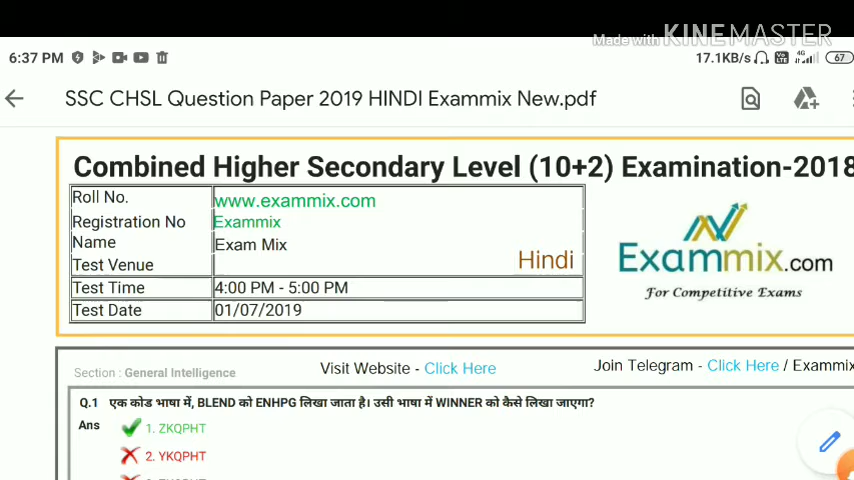 Made with KINEMASTER
6:37 PM 17.1KB/s 4G 67
SSC CHSL Question Paper 2019 HINDI Exammix New.pdf
Combined Higher Secondary Level (10+2) Examination-2018
Roll No. www.exammix.com
Registration No Exammix
Name Exam Mix
Test Venue Hindi
Test Time 4:00 PM - 5:00 PM
Test Date 01/07/2019
Exammix.com
For Competitive Exams
Section : General Intelligence Visit Website - Click Here Join Telegram - Click Here / Exammix
Q.1 एक कोड भाषा में, BLEND को ENHPG लिखा जाता है। उसी भाषा में WINNER को कैसे लिखा जाएगा?
Ans 1. ZKQPHT
2. YKQPHT